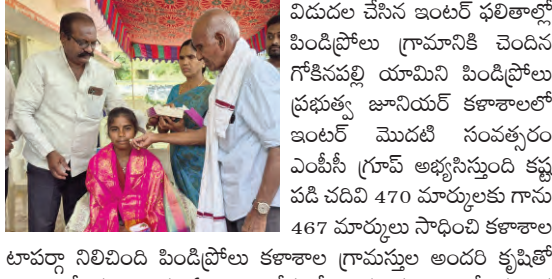 విడుదల చేసిన ఇంటర్ ఫలితాల్లో
పిండిప్రోలు గ్రామానికి చెందిన
గోకినపల్లి యామిని పిండిప్రోలు
ప్రభుత్వ జూనియర్ కళాశాలలో
ఇంటర్ మొదటి సంవత్సరం
ఎంపీసీ గ్రూప్ అభ్యసిస్తుంది కష్ట
పడి చదివి 470 మార్కులకు గాను
467 మార్కులు సాధించి కళాశాల
టాపర్గా నిలిచింది పిండిప్రోలు కళాశాల గ్రామస్తుల అందరి కృషితో